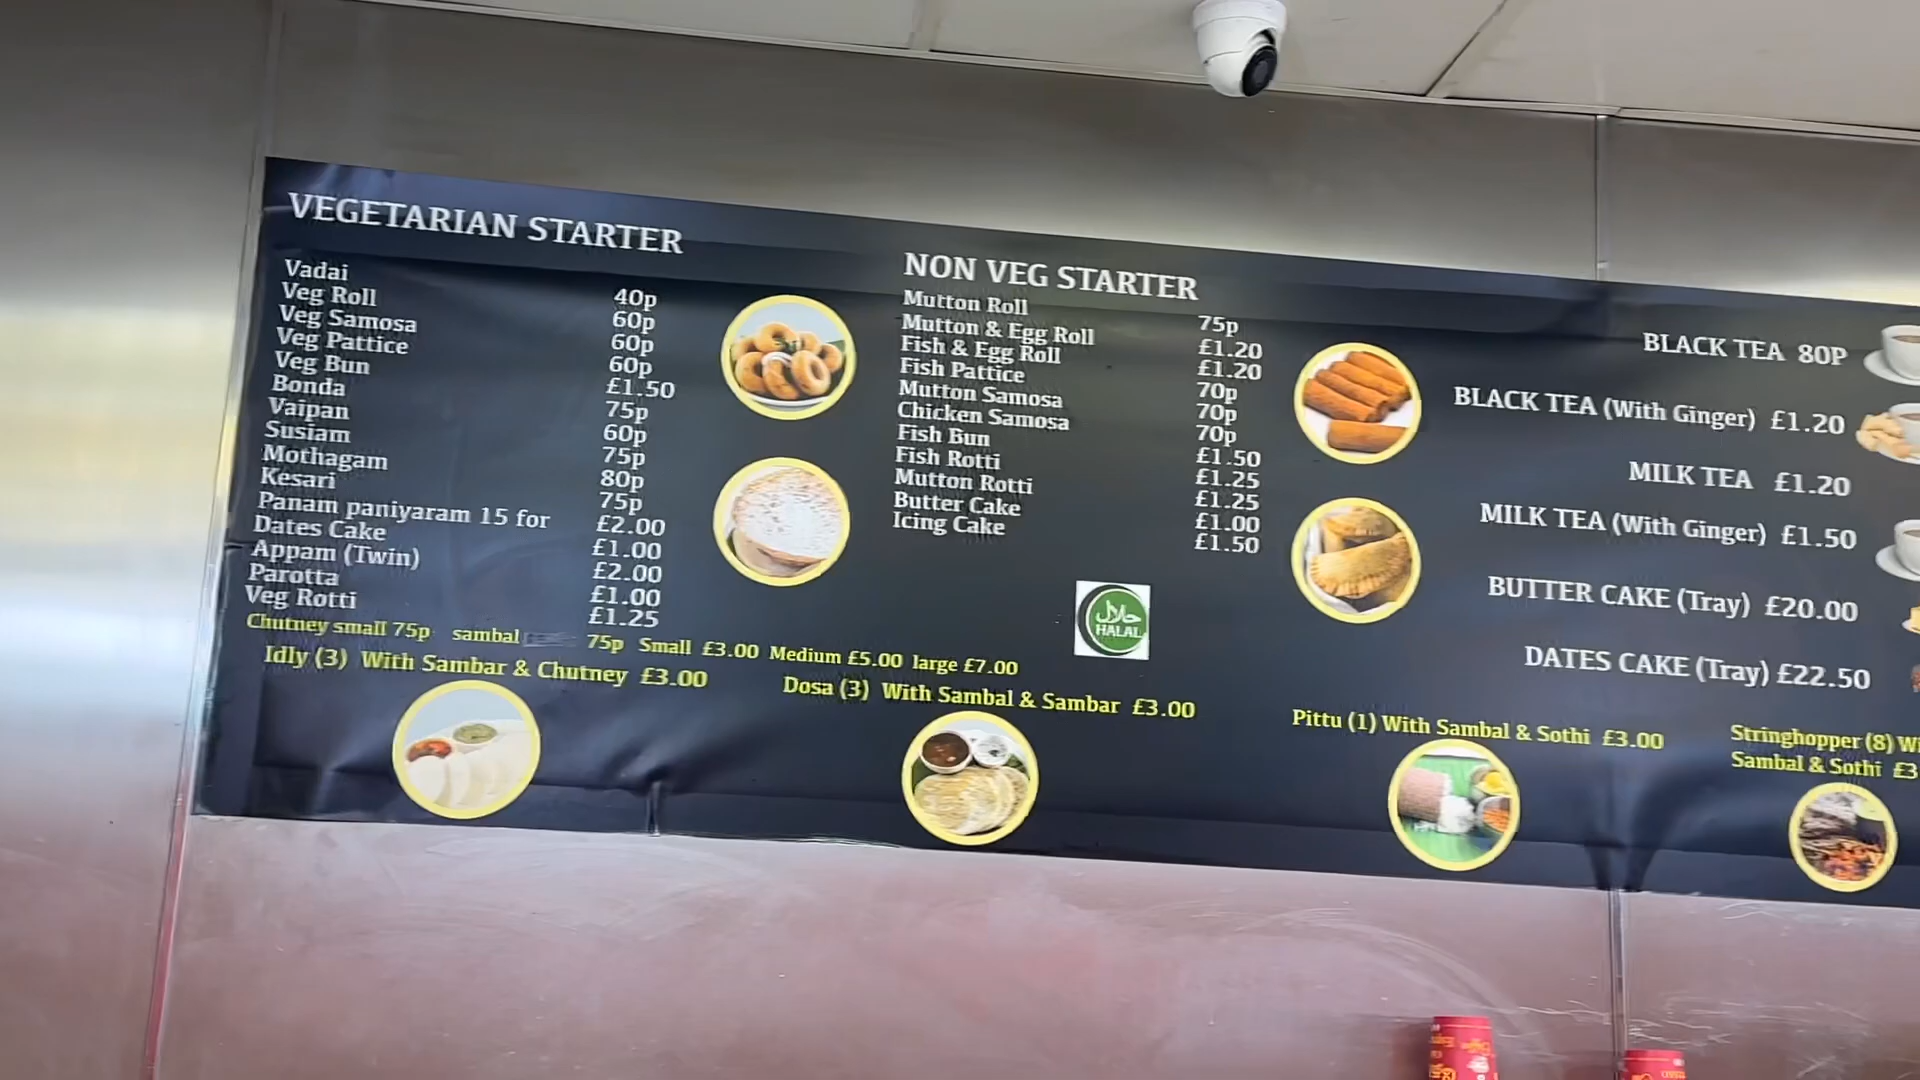 VEGETARIAN STARTER
Vadai 40p
Veg Roll 60p
Veg Samosa 60p
Veg Pattice 60p
Veg Bun £1.50
Bonda 75p
Vaipan 60p
Susiam 75p
Mothagam 80p
Kesari 75p
Panam paniyaram 15 for £2.00
Dates Cake £1.00
Appam (Twin) £2.00
Parotta £1.00
Veg Rotti £1.25
NON VEG STARTER
Mutton Roll 75p
Mutton & Egg Roll £1.20
Fish & Egg Roll £1.20
Fish Pattice 70p
Mutton Samosa 70p
Chicken Samosa 70p
Fish Bun £1.50
Fish Rotti £1.25
Mutton Rotti £1.25
Butter Cake £1.00
Icing Cake £1.50
حلال
HALAL
BLACK TEA 80P
BLACK TEA (With Ginger) £1.20
MILK TEA £1.20
MILK TEA (With Ginger) £1.50
BUTTER CAKE (Tray) £20.00
DATES CAKE (Tray) £22.50
Chutney small 75p sambal 75p Small £3.00 Medium £5.00 large £7.00
Idly (3) With Sambar & Chutney £3.00
Dosa (3) With Sambal & Sambar £3.00
Pittu (1) With Sambal & Sothi £3.00
Stringhopper (8) Wi
Sambal & Sothi £3